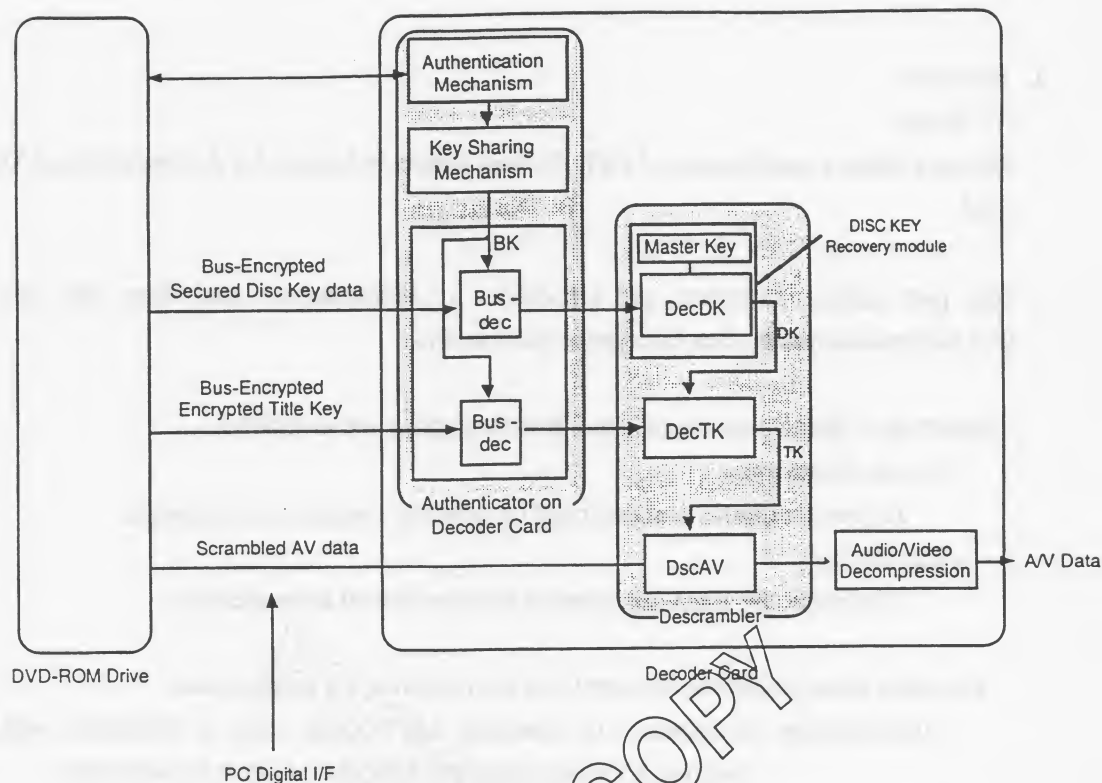 Authentication
Mechanism
Key Sharing
Mechanism
BK
Bus-Encrypted
Secured Disc Key data
Bus -
dec
Master Key
DecDK
DISC KEY
Recovery module
DK
Bus-Encrypted
Encrypted Title Key
Bus
dec
DecTK
TK
Authenticator on
Decoder Card
Scrambled AV data
DscAV
Audio/Video
Decompression
A/V Data
Descrambler
DVD-ROM Drive
Decoder Card
COPY
PC Digital I/F